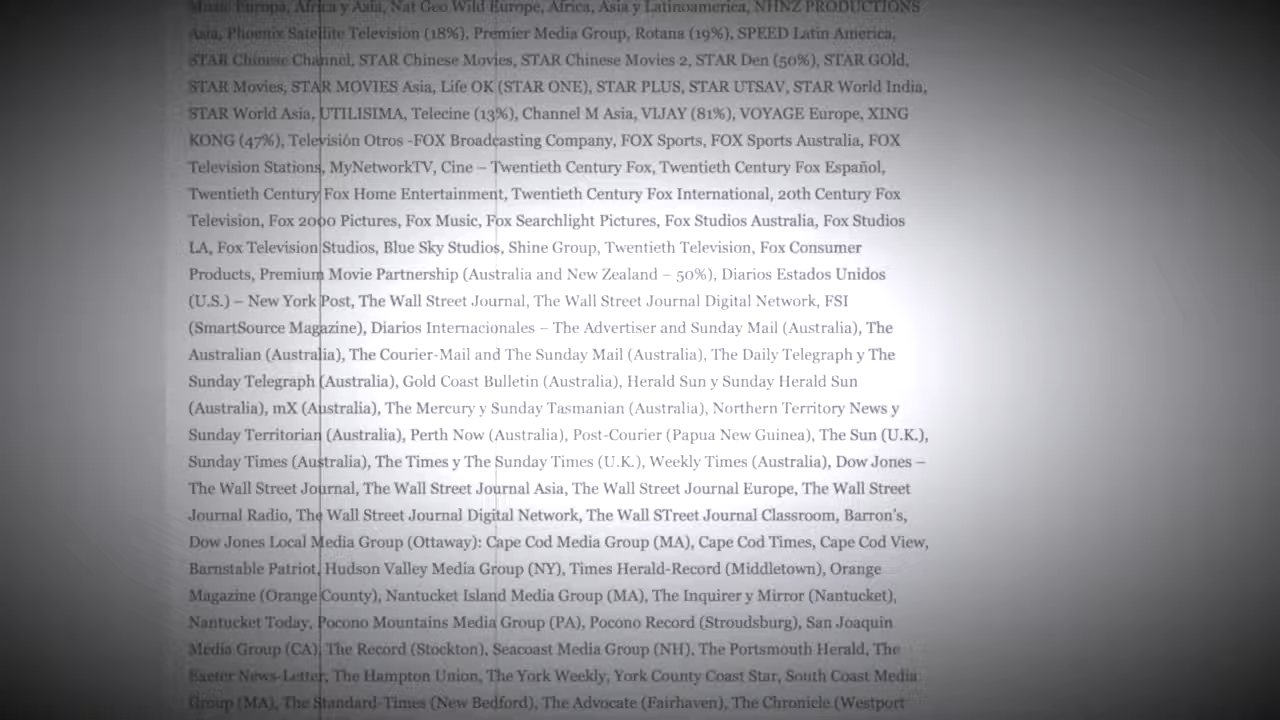 Music Europa, Africa y Asia, Nat Geo Wild Europe, Africa, Asia y Latinoamerica, NHNZ PRODUCTIONS
Asia, Phoenix Satellite Television (18%), Premier Media Group, Rotana (19%), SPEED Latin America,
STAR Chinese Channel, STAR Chinese Movies, STAR Chinese Movies 2, STAR Den (50%), STAR GOld,
STAR Movies, STAR MOVIES Asia, Life OK (STAR ONE), STAR PLUS, STAR UTSAV, STAR World India,
STAR World Asia, UTILISIMA, Telecine (13%), Channel M Asia, VIJAY (81%), VOYAGE Europe, XING
KONG (47%), Televisión Otros -FOX Broadcasting Company, FOX Sports, FOX Sports Australia, FOX
Television Stations, MyNetworkTV, Cine – Twentieth Century Fox, Twentieth Century Fox Español,
Twentieth Century Fox Home Entertainment, Twentieth Century Fox International, 20th Century Fox
Television, Fox 2000 Pictures, Fox Music, Fox Searchlight Pictures, Fox Studios Australia, Fox Studios
LA, Fox Television Studios, Blue Sky Studios, Shine Group, Twentieth Television, Fox Consumer
Products, Premium Movie Partnership (Australia and New Zealand – 50%), Diarios Estados Unidos
(U.S.) – New York Post, The Wall Street Journal, The Wall Street Journal Digital Network, FSI
(SmartSource Magazine), Diarios Internacionales – The Advertiser and Sunday Mail (Australia), The
Australian (Australia), The Courier-Mail and The Sunday Mail (Australia), The Daily Telegraph y The
Sunday Telegraph (Australia), Gold Coast Bulletin (Australia), Herald Sun y Sunday Herald Sun
(Australia), mX (Australia), The Mercury y Sunday Tasmanian (Australia), Northern Territory News y
Sunday Territorian (Australia), Perth Now (Australia), Post-Courier (Papua New Guinea), The Sun (U.K.),
Sunday Times (Australia), The Times y The Sunday Times (U.K.), Weekly Times (Australia), Dow Jones –
The Wall Street Journal, The Wall Street Journal Asia, The Wall Street Journal Europe, The Wall Street
Journal Radio, The Wall Street Journal Digital Network, The Wall STreet Journal Classroom, Barron's,
Dow Jones Local Media Group (Ottaway): Cape Cod Media Group (MA), Cape Cod Times, Cape Cod View,
Barnstable Patriot, Hudson Valley Media Group (NY), Times Herald-Record (Middletown), Orange
Magazine (Orange County), Nantucket Island Media Group (MA), The Inquirer y Mirror (Nantucket),
Nantucket Today, Pocono Mountains Media Group (PA), Pocono Record (Stroudsburg), San Joaquin
Media Group (CA), The Record (Stockton), Seacoast Media Group (NH), The Portsmouth Herald, The
Exeter News-Letter, The Hampton Union, The York Weekly, York County Coast Star, South Coast Media
Group (MA), The Standard-Times (New Bedford), The Advocate (Fairhaven), The Chronicle (Westport